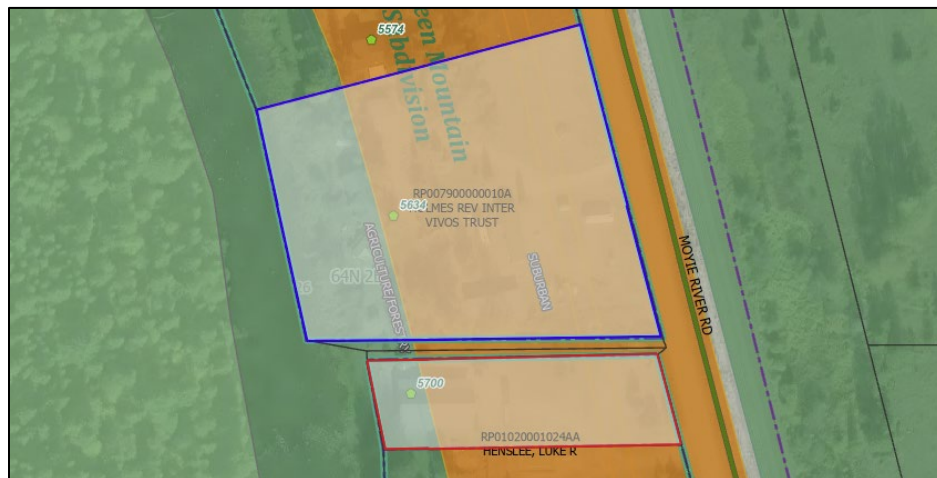 5574
een Mountain
Subdivision
RP007900000010A
5634
LMES REV INTER
VIVOS TRUST
AGRICULTURE/FOREST
64N 2
SUBURBAN
MOYIE RIVER RD
5700
RP01020001024AA
HENSLEE, LUKE R